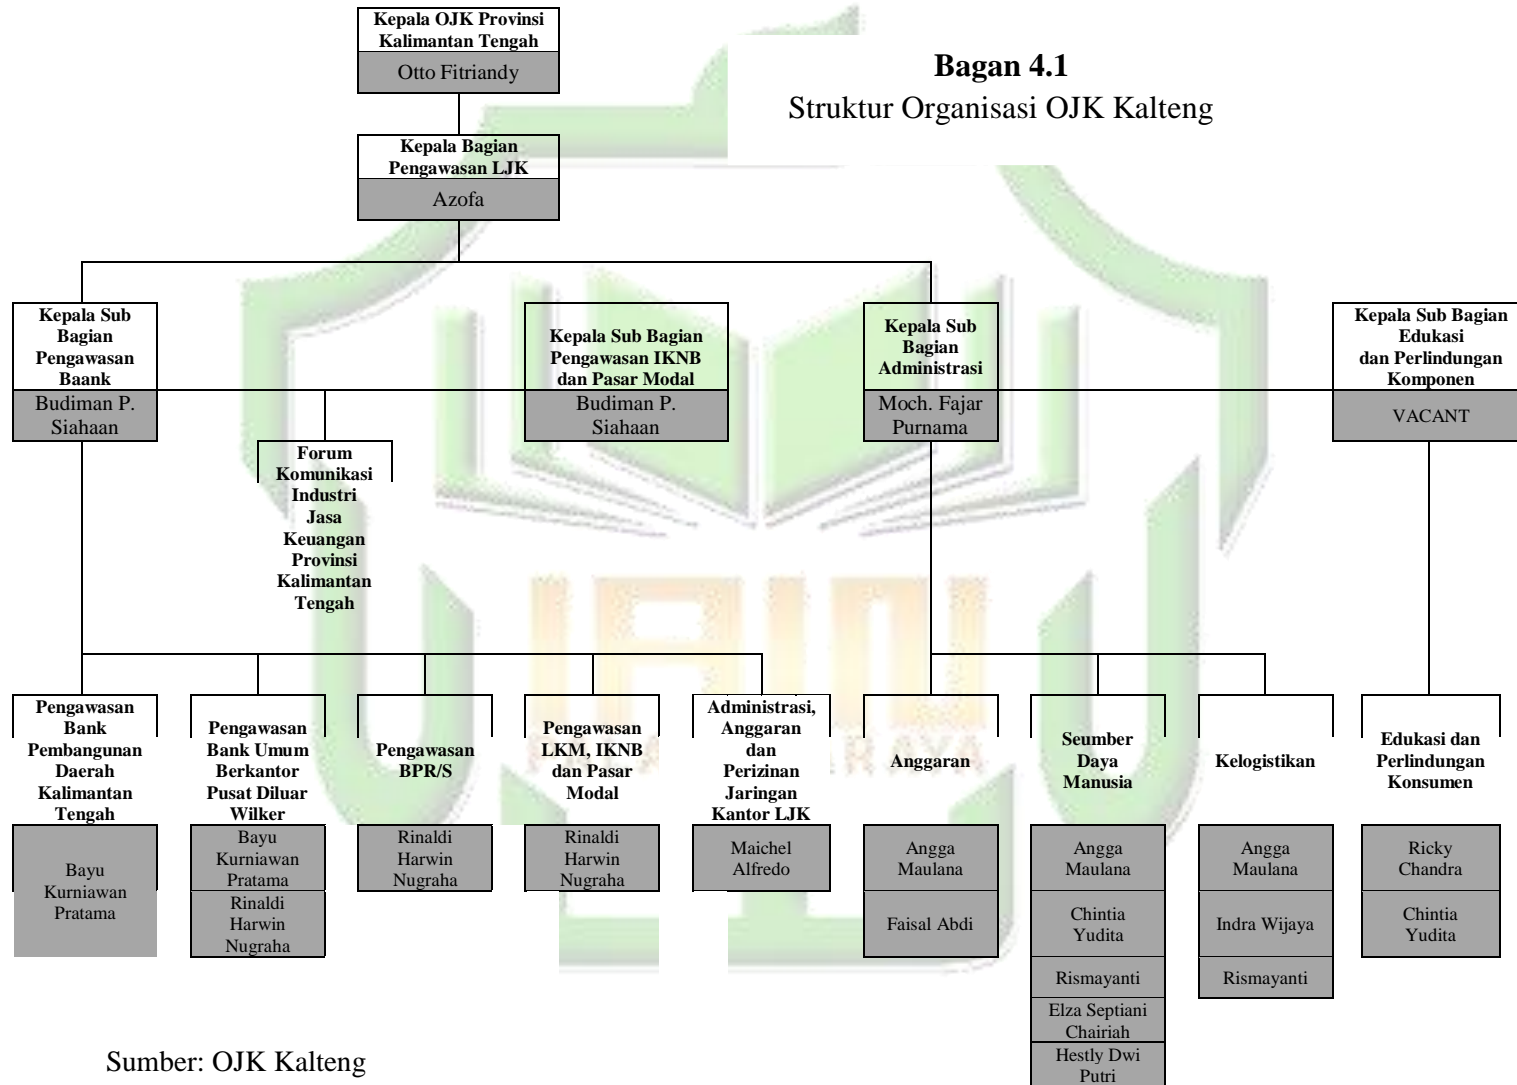 Kepala OJK Provinsi
Kalimantan Tengah
Otto Fitriandy
Bagan 4.1
Struktur Organisasi OJK Kalteng
Kepala Bagian
Pengawasan LJK
Azofa
Kepala Sub
Bagian
Pengawasan
Baank
Budiman P.
Siahaan
Kepala Sub Bagian
Pengawasan IKNB
dan Pasar Modal
Budiman P.
Siahaan
Kepala Sub
Bagian
Administrasi
Moch. Fajar
Purnama
Kepala Sub Bagian
Edukasi
dan Perlindungan
Komponen
VACANT
Forum
Komunikasi
Industri
Jasa
Keuangan
Provinsi
Kalimantan
Tengah
Pengawasan
Bank
Pembangunan
Daerah
Kalimantan
Tengah
Bayu
Kurniawan
Pratama
Pengawasan
Bank Umum
Berkantor
Pusat Diluar
Wilker
Bayu
Kurniawan
Pratama
Rinaldi
Harwin
Nugraha
Pengawasan
BPR/S
Rinaldi
Harwin
Nugraha
Pengawasan
LKM, IKNB
dan Pasar
Modal
Rinaldi
Harwin
Nugraha
Administrasi,
Anggaran
dan
Perizinan
Jaringan
Kantor LJK
Maichel
Alfredo
Anggaran
Angga
Maulana
Faisal Abdi
Seumber
Daya
Manusia
Angga
Maulana
Chintia
Yudita
Rismayanti
Elza Septiani
Chairiah
Hestly Dwi
Putri
Kelogistikan
Angga
Maulana
Indra Wijaya
Rismayanti
Edukasi dan
Perlindungan
Konsumen
Ricky
Chandra
Chintia
Yudita
IAIN
Sumber: OJK Kalteng